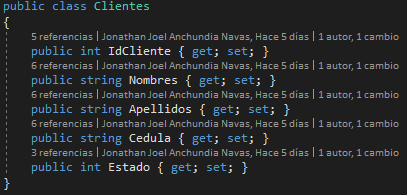 public class Clientes
{
5 referencias | Jonathan Joel Anchundia Navas, Hace 5 días | 1 autor, 1 cambio
public int IdCliente { get; set; }
6 referencias | Jonathan Joel Anchundia Navas, Hace 5 días | 1 autor, 1 cambio
public string Nombres { get; set; }
6 referencias | Jonathan Joel Anchundia Navas, Hace 5 días | 1 autor, 1 cambio
public string Apellidos { get; set; }
6 referencias | Jonathan Joel Anchundia Navas, Hace 5 días | 1 autor, 1 cambio
public string Cedula { get; set; }
3 referencias | Jonathan Joel Anchundia Navas, Hace 5 días | 1 autor, 1 cambio
public int Estado { get; set; }
}